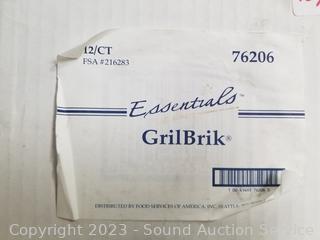 12/CT
76206
FSA #216283
Essentials™
GrilBrik®
DISTRIBUTED BY FOOD SERVICES OF AMERICA, INC. SEATTLE,
Copyright 2023 - Sound Auction Service